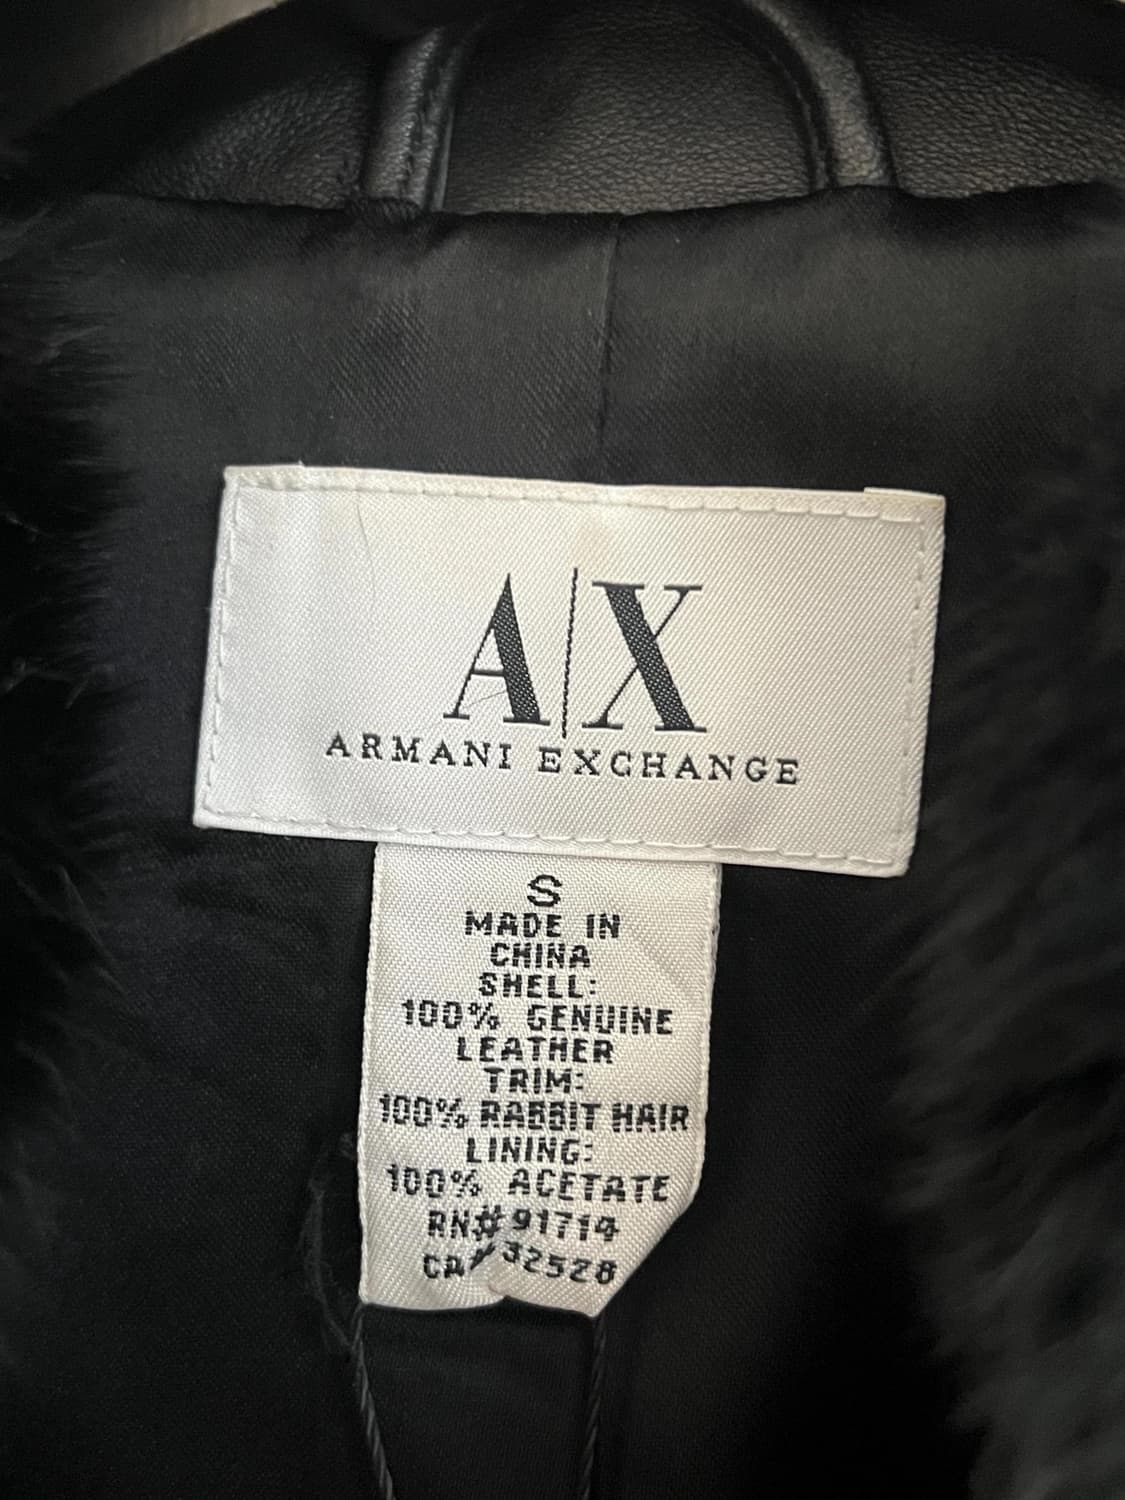 A|X
ARMANI EXCHANGE
S
MADE IN
CHINA
SHELL:
100% GENUINE
LEATHER
TRIM:
100% RABBIT HAIR
LINING:
100% ACETATE
RN# 91714
CA# 32528